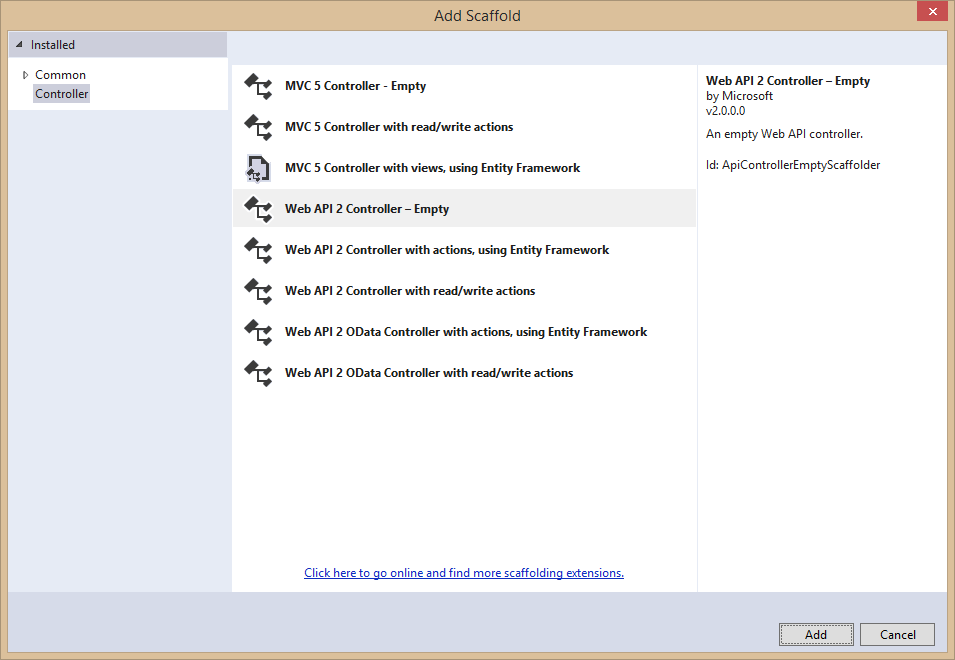 Add Scaffold
Installed
Common
Controller
MVC 5 Controller - Empty
MVC 5 Controller with read/write actions
MVC 5 Controller with views, using Entity Framework
Web API 2 Controller – Empty
Web API 2 Controller with actions, using Entity Framework
Web API 2 Controller with read/write actions
Web API 2 OData Controller with actions, using Entity Framework
Web API 2 OData Controller with read/write actions
Click here to go online and find more scaffolding extensions.
Web API 2 Controller – Empty
by Microsoft
v2.0.0.0
An empty Web API controller.
Id: ApiControllerEmptyScaffolder
Add
Cancel